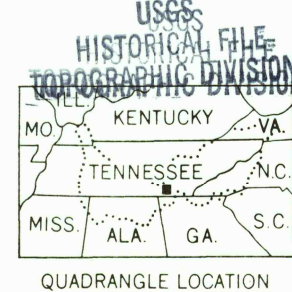 USGS
HISTORICAL FILE
TOPOGRAPHIC DIVISION
ILL.
MO.
KENTUCKY
VA.
TENNESSEE
N.C.
MISS.
ALA.
GA.
S.C.
QUADRANGLE LOCATION